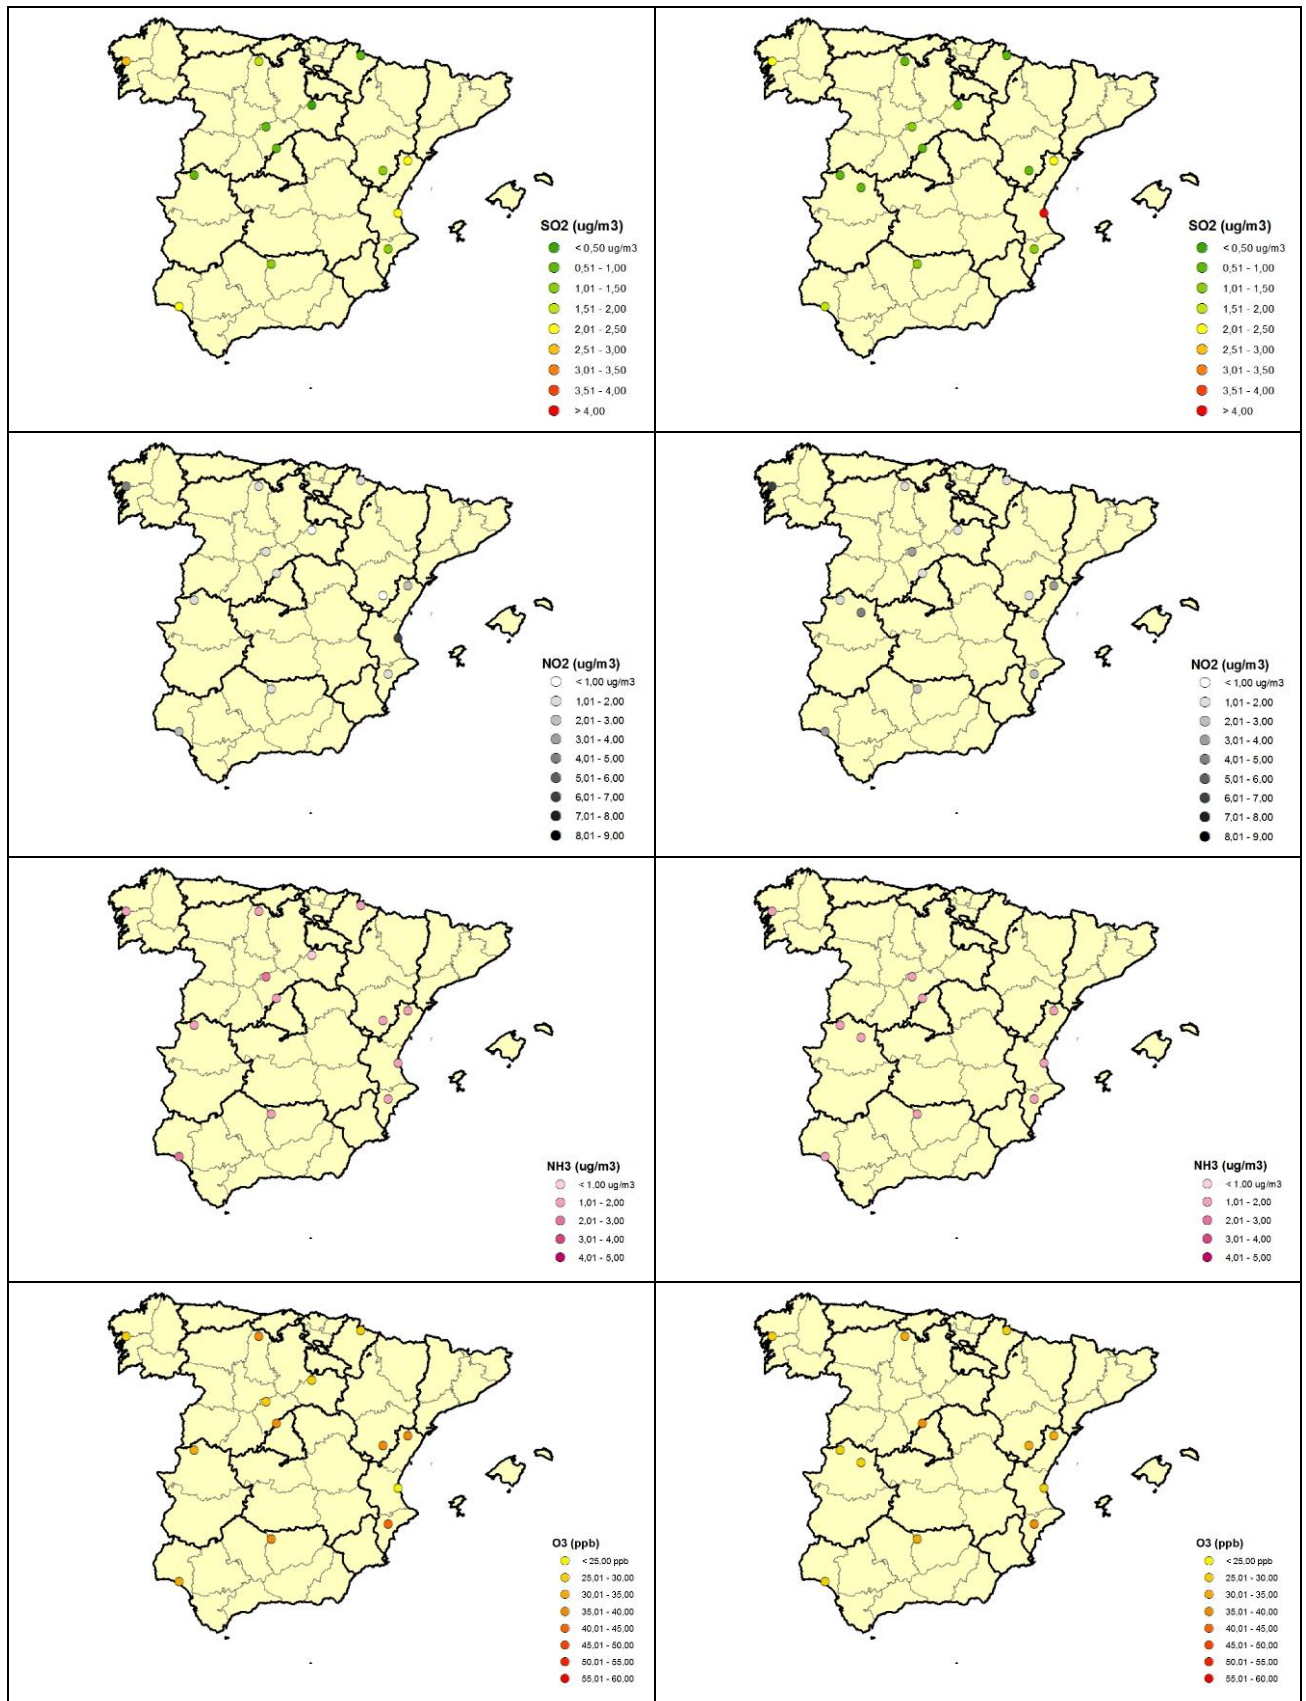 SO2 (ug/m3)
< 0,50 ug/m3
0,51 - 1,00
1,01 - 1,50
1,51 - 2,00
2,01 - 2,50
2,51 - 3,00
3,01 - 3,50
3,51 - 4,00
> 4,00
SO2 (ug/m3)
< 0,50 ug/m3
0,51 - 1,00
1,01 - 1,50
1,51 - 2,00
2,01 - 2,50
2,51 - 3,00
3,01 - 3,50
3,51 - 4,00
> 4,00
NO2 (ug/m3)
< 1,00 ug/m3
1,01 - 2,00
2,01 - 3,00
3,01 - 4,00
4,01 - 5,00
5,01 - 6,00
6,01 - 7,00
7,01 - 8,00
8,01 - 9,00
NO2 (ug/m3)
< 1,00 ug/m3
1,01 - 2,00
2,01 - 3,00
3,01 - 4,00
4,01 - 5,00
5,01 - 6,00
6,01 - 7,00
7,01 - 8,00
8,01 - 9,00
NH3 (ug/m3)
< 1.00 ug/m3
1,01 - 2,00
2,01 - 3,00
3,01 - 4,00
4,01 - 5,00
NH3 (ug/m3)
< 1.00 ug/m3
1,01 - 2,00
2,01 - 3,00
3,01 - 4,00
4,01 - 5,00
O3 (ppb)
< 25,00 ppb
25,01 - 30,00
30,01 - 35,00
35,01 - 40,00
40,01 - 45,00
45,01 - 50,00
50,01 - 55,00
55,01 - 60,00
O3 (ppb)
< 25,00 ppb
25,01 - 30,00
30,01 - 35,00
35,01 - 40,00
40,01 - 45,00
45,01 - 50,00
50,01 - 55,00
55,01 - 60,00